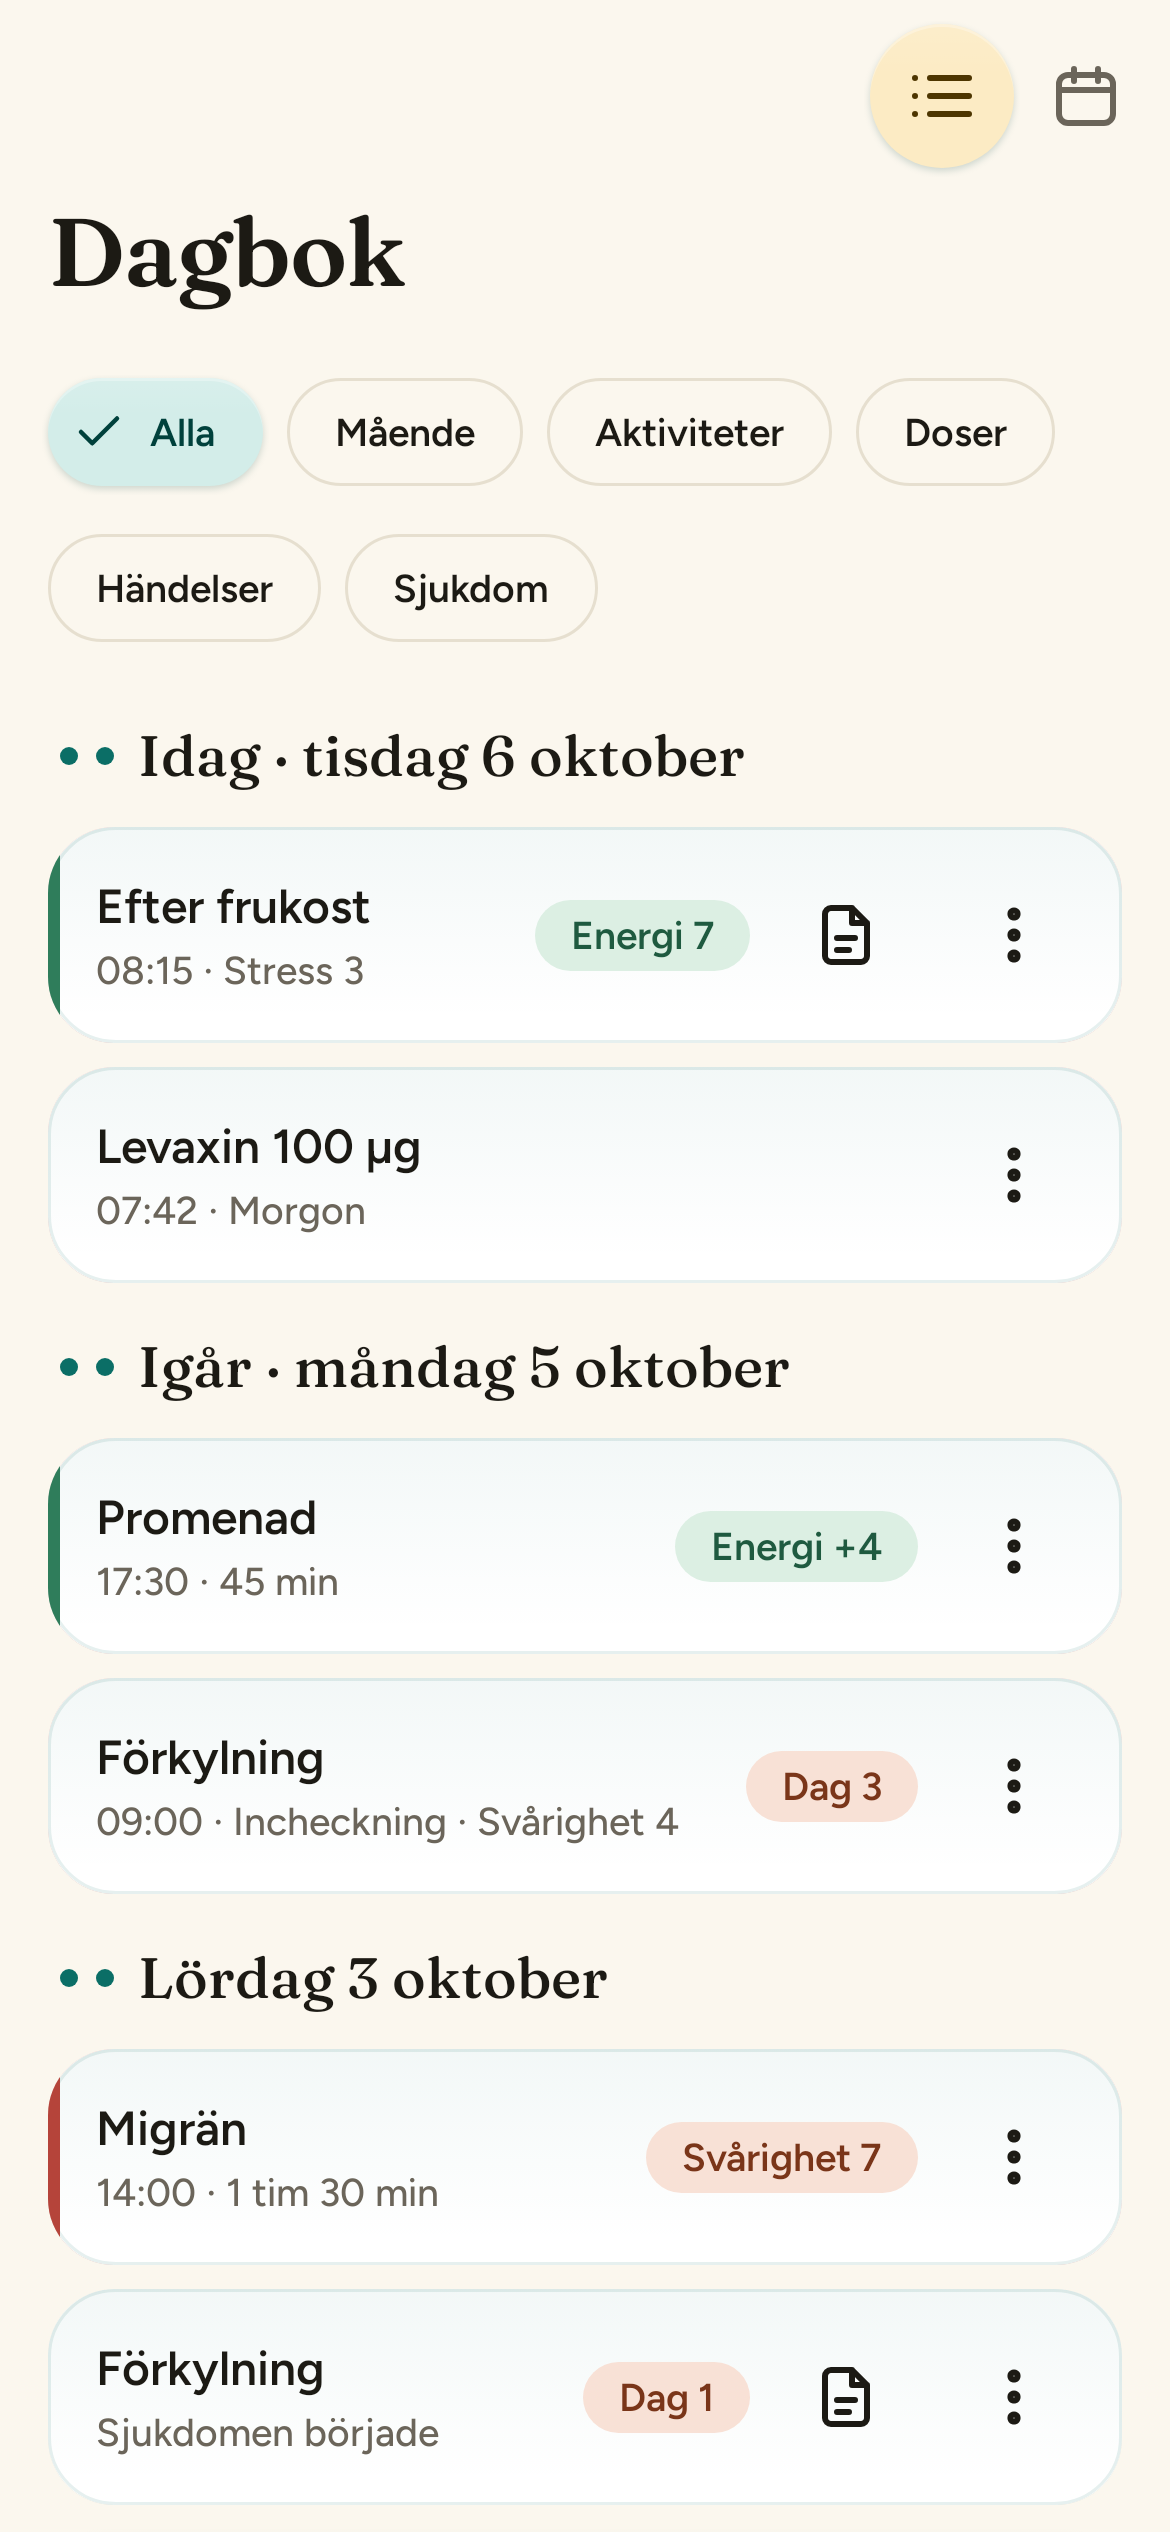 Dagbok
Alla
Mående
Aktiviteter
Doser
Händelser
Sjukdom
Idag · tisdag 6 oktober
Efter frukost
08:15 · Stress 3
Energi 7
Levaxin 100 µg
07:42 · Morgon
Igår · måndag 5 oktober
Promenad
17:30 · 45 min
Energi +4
Förkylning
09:00 · Incheckning · Svårighet 4
Dag 3
Lördag 3 oktober
Migrän
14:00 · 1 tim 30 min
Svårighet 7
Förkylning
Sjukdomen började
Dag 1